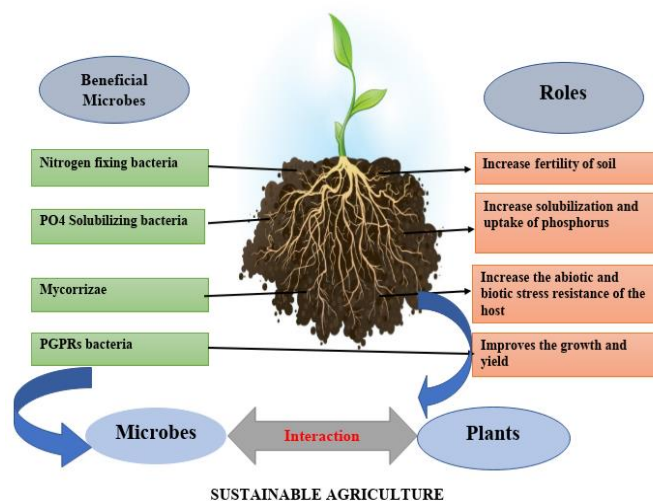 Beneficial
Microbes
Roles
Nitrogen fixing bacteria
Increase fertility of soil
PO4 Solubilizing bacteria
Increase solubilization and
uptake of phosphorus
Mycorrizae
Increase the abiotic and
biotic stress resistance of the
host
PGPRs bacteria
Improves the growth and
yield
Microbes
Interaction
Plants
SUSTAINABLE AGRICULTURE